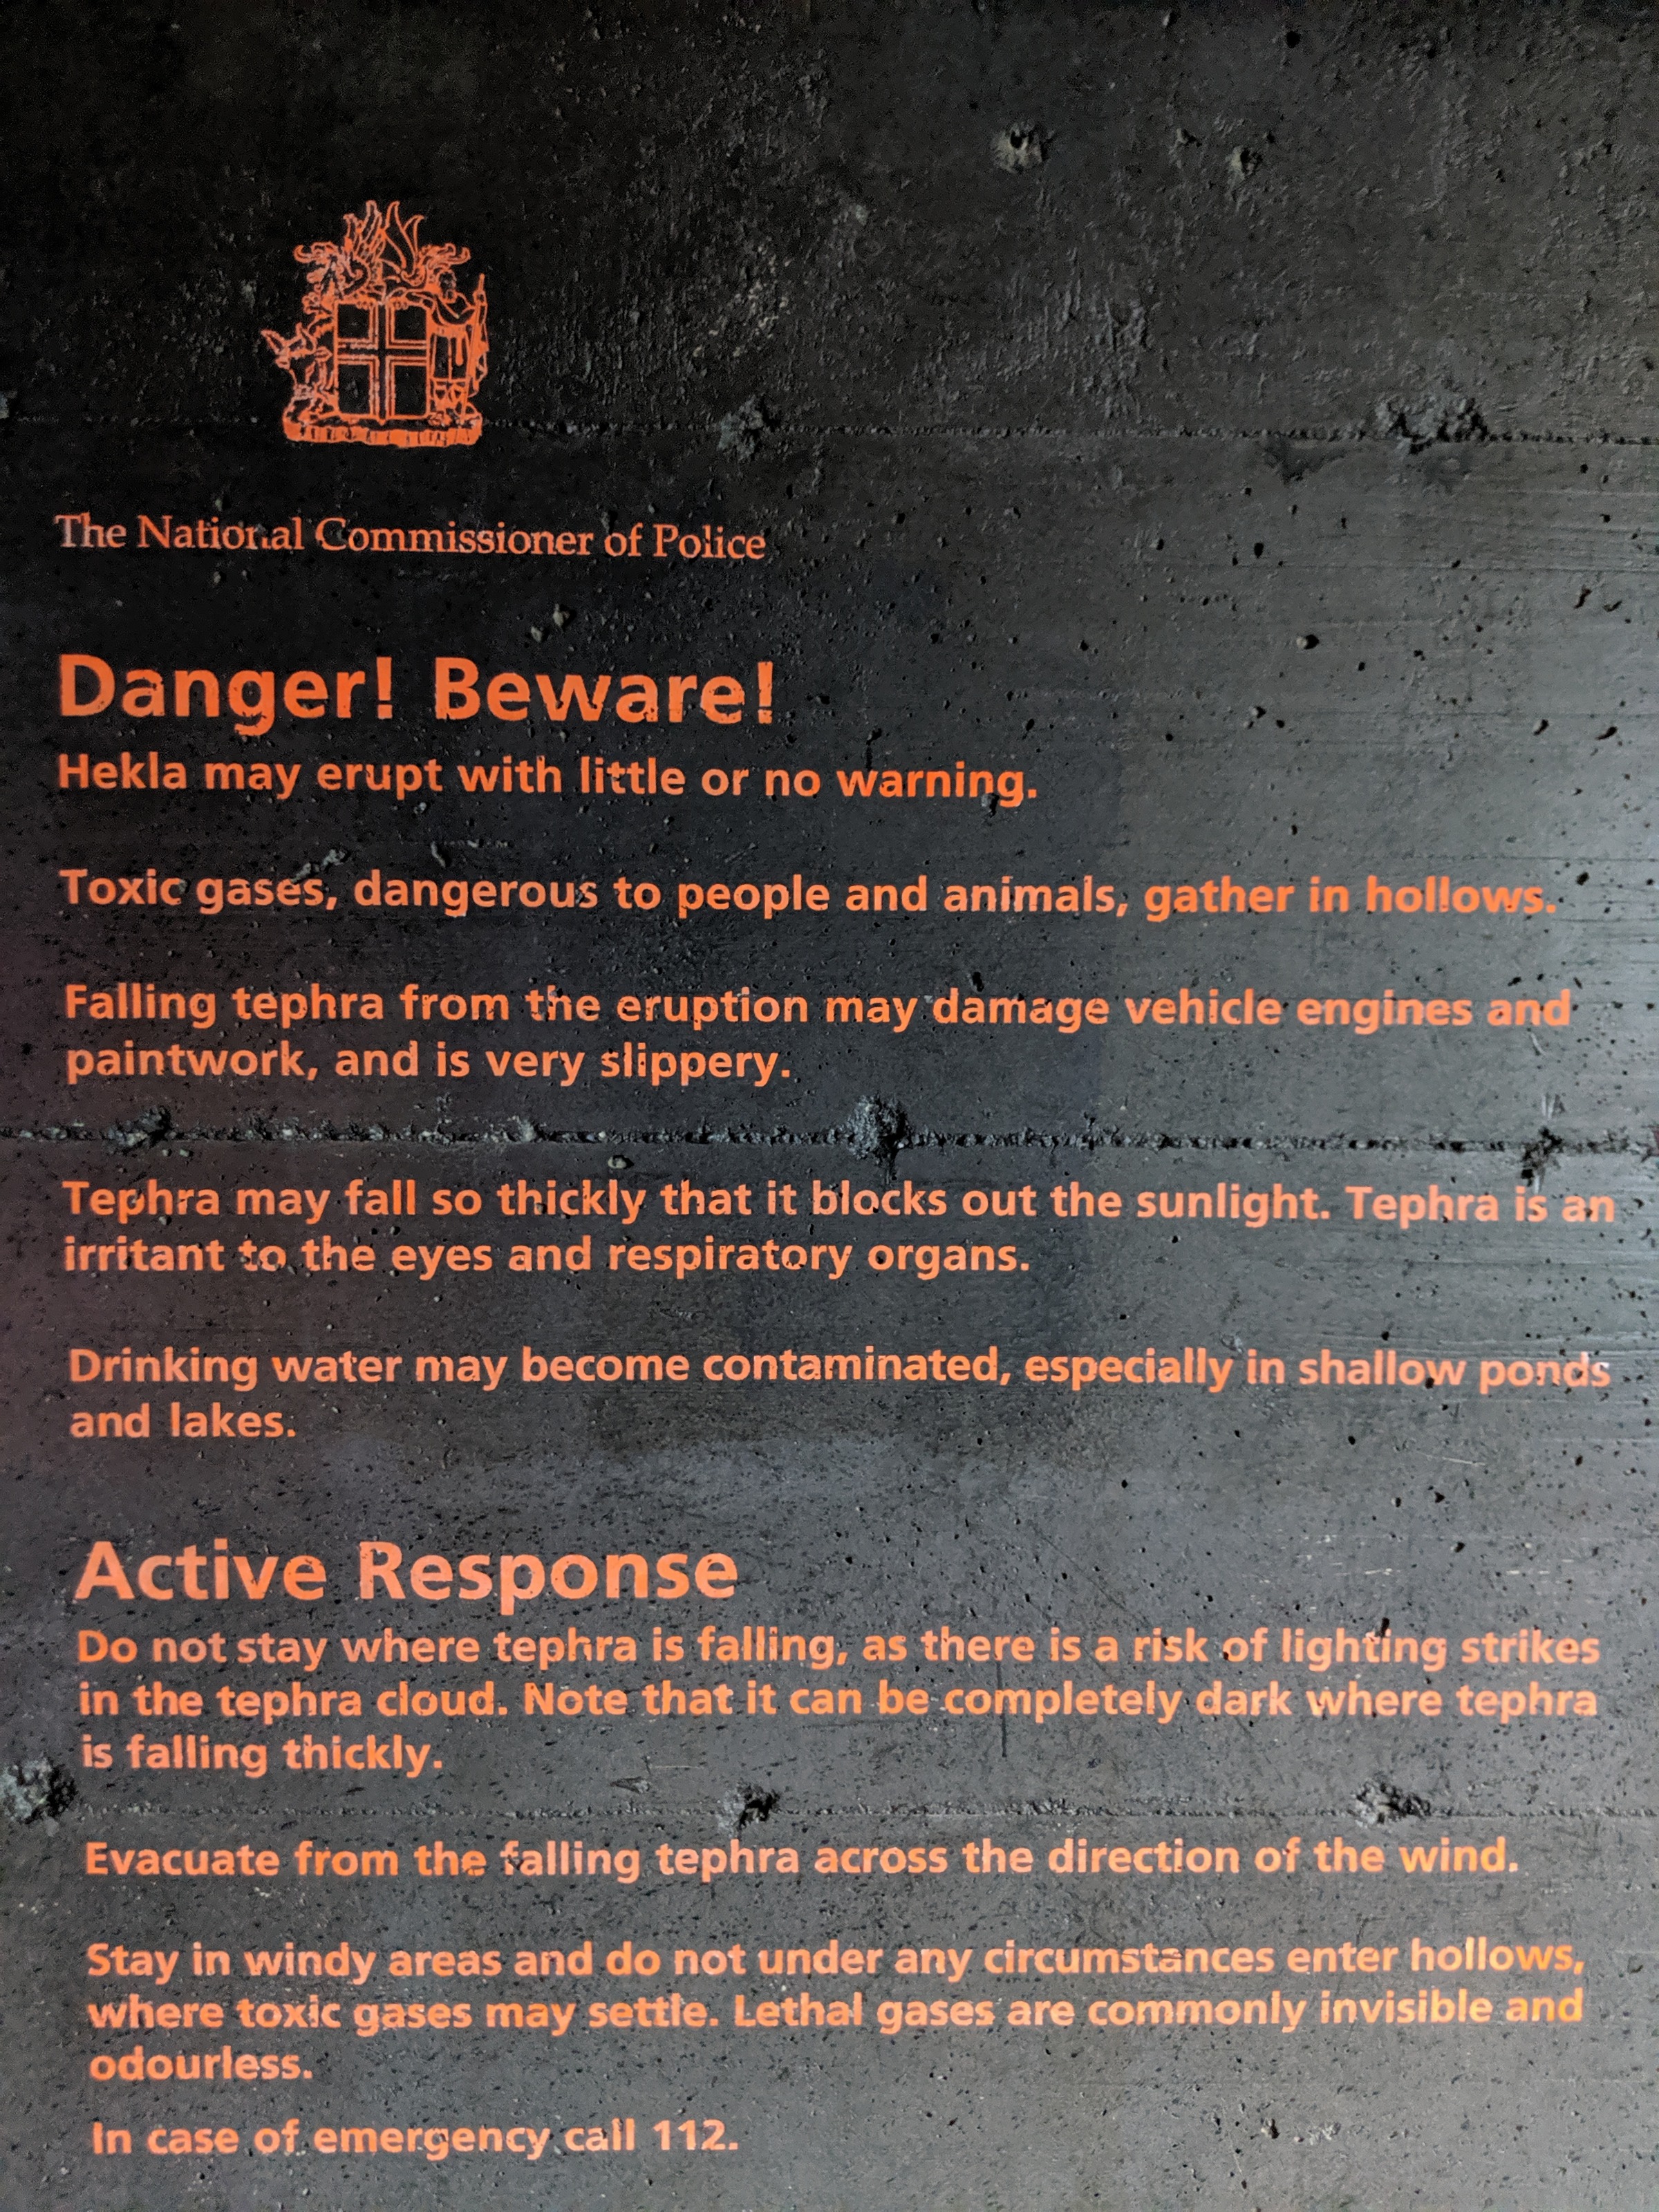 The National Commissioner of Police
Danger! Beware!
Hekla may erupt with little or no warning.
Toxic gases, dangerous to people and animals, gather in hollows.
Falling tephra from the eruption may damage vehicle engines and
paintwork, and is very slippery.
Tephra may fall so thickly that it blocks out the sunlight. Tephra is an
irritant to the eyes and respiratory organs.
Drinking water may become contaminated, especially in shallow ponds
and lakes.
Active Response
Do not stay where tephra is falling, as there is a risk of lighting strikes
in the tephra cloud. Note that it can be completely dark where tephra
is falling thickly.
Evacuate from the falling tephra across the direction of the wind.
Stay in windy areas and do not under any circumstances enter hollows,
where toxic gases may settle. Lethal gases are commonly invisible and
odourless.
In case of emergency call 112.